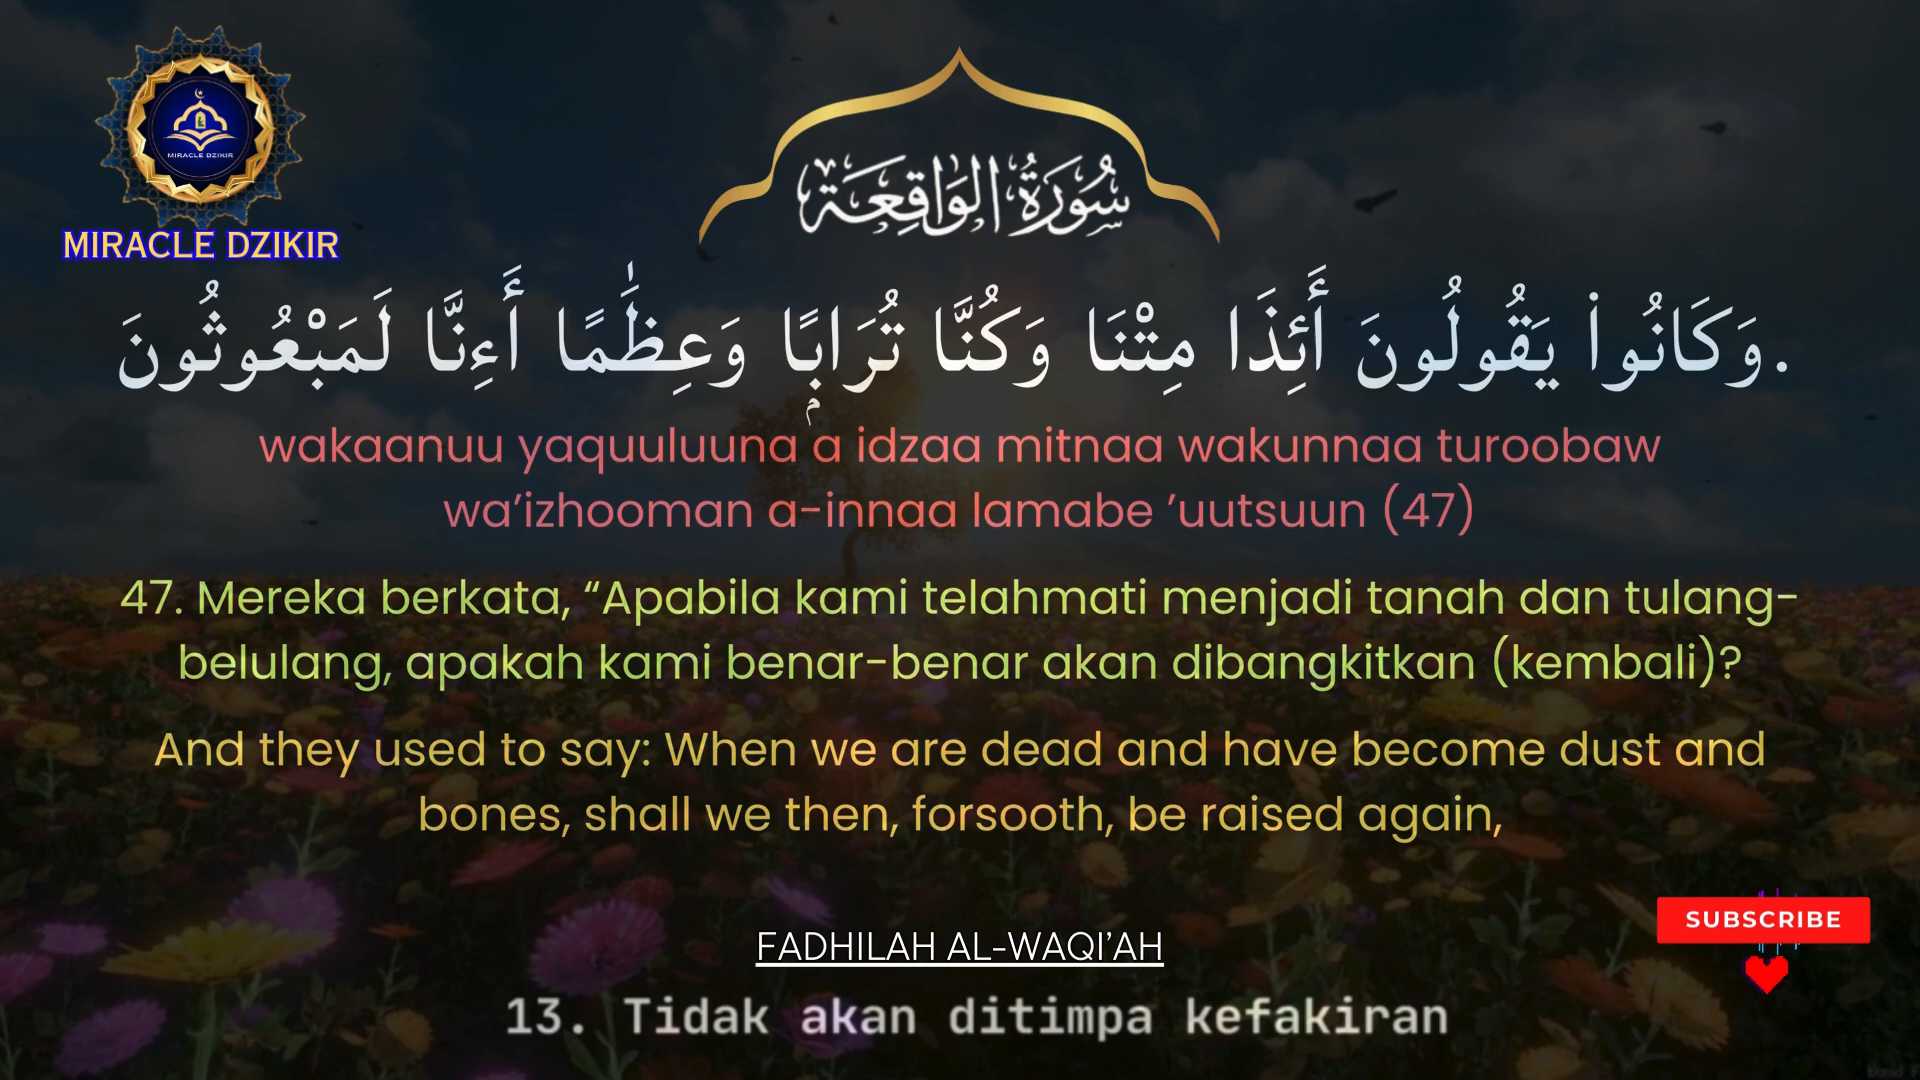 MIRACLE DZIKIR
MIRACLE DZIKIR
سُورَةُ الوَاقِعَة
وَكَانُوا۟ يَقُولُونَ أَئِذَا مِتْنَا وَكُنَّا تُرَابًۭا وَعِظَٰمًا أَءِنَّا لَمَبْعُوثُونَ.
wakaanuu yaquuluuna a idzaa mitnaa wakunnaa turoobaw
wa’izhooman a-innaa lamabe ’uutsuun (47)
47. Mereka berkata, “Apabila kami telahmati menjadi tanah dan tulang-
belulang, apakah kami benar-benar akan dibangkitkan (kembali)?
And they used to say: When we are dead and have become dust and
bones, shall we then, forsooth, be raised again,
SUBSCRIBE
FADHILAH AL-WAQI’AH
13. Tidak akan ditimpa kefakiran